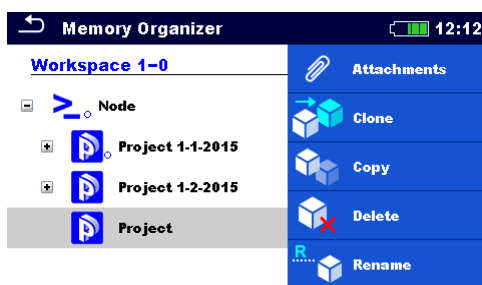 Memory Organizer 12:12
Workspace 1-0
Attachments
Node
Clone
Project 1-1-2015
Copy
Project 1-2-2015
Delete
Project
R
Rename